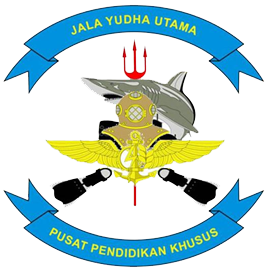 JALA YUDHA UTAMA
PUSAT PENDIDIKAN KHUSUS